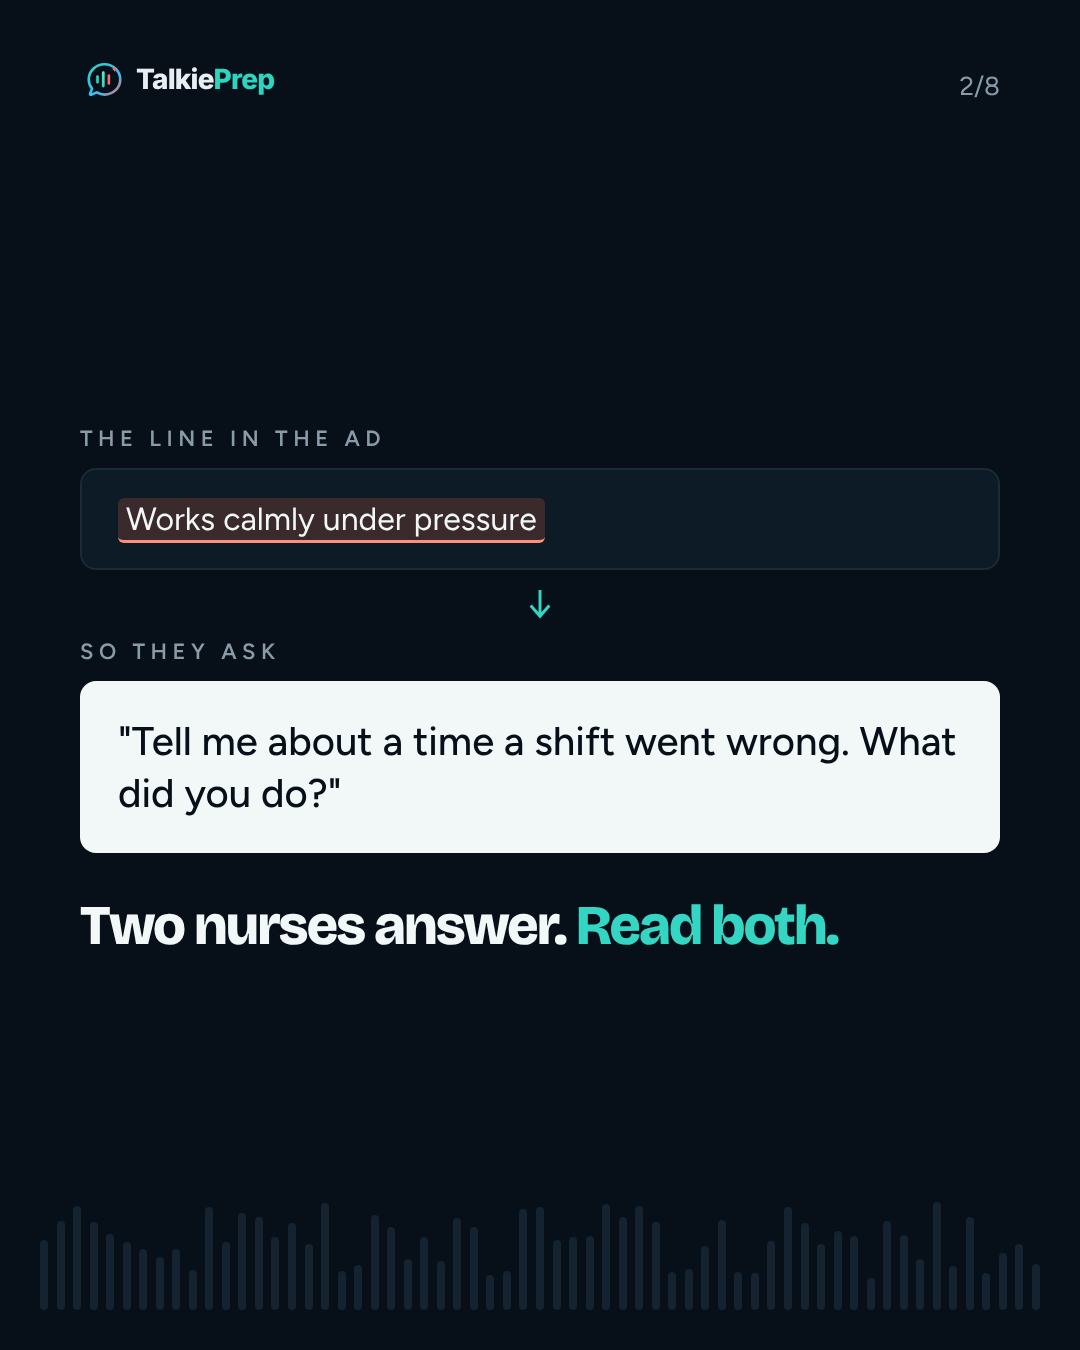 TalkiePrep
2/8
THE LINE IN THE AD
Works calmly under pressure
SO THEY ASK
"Tell me about a time a shift went wrong. What
did you do?"
Two nurses answer. Read both.